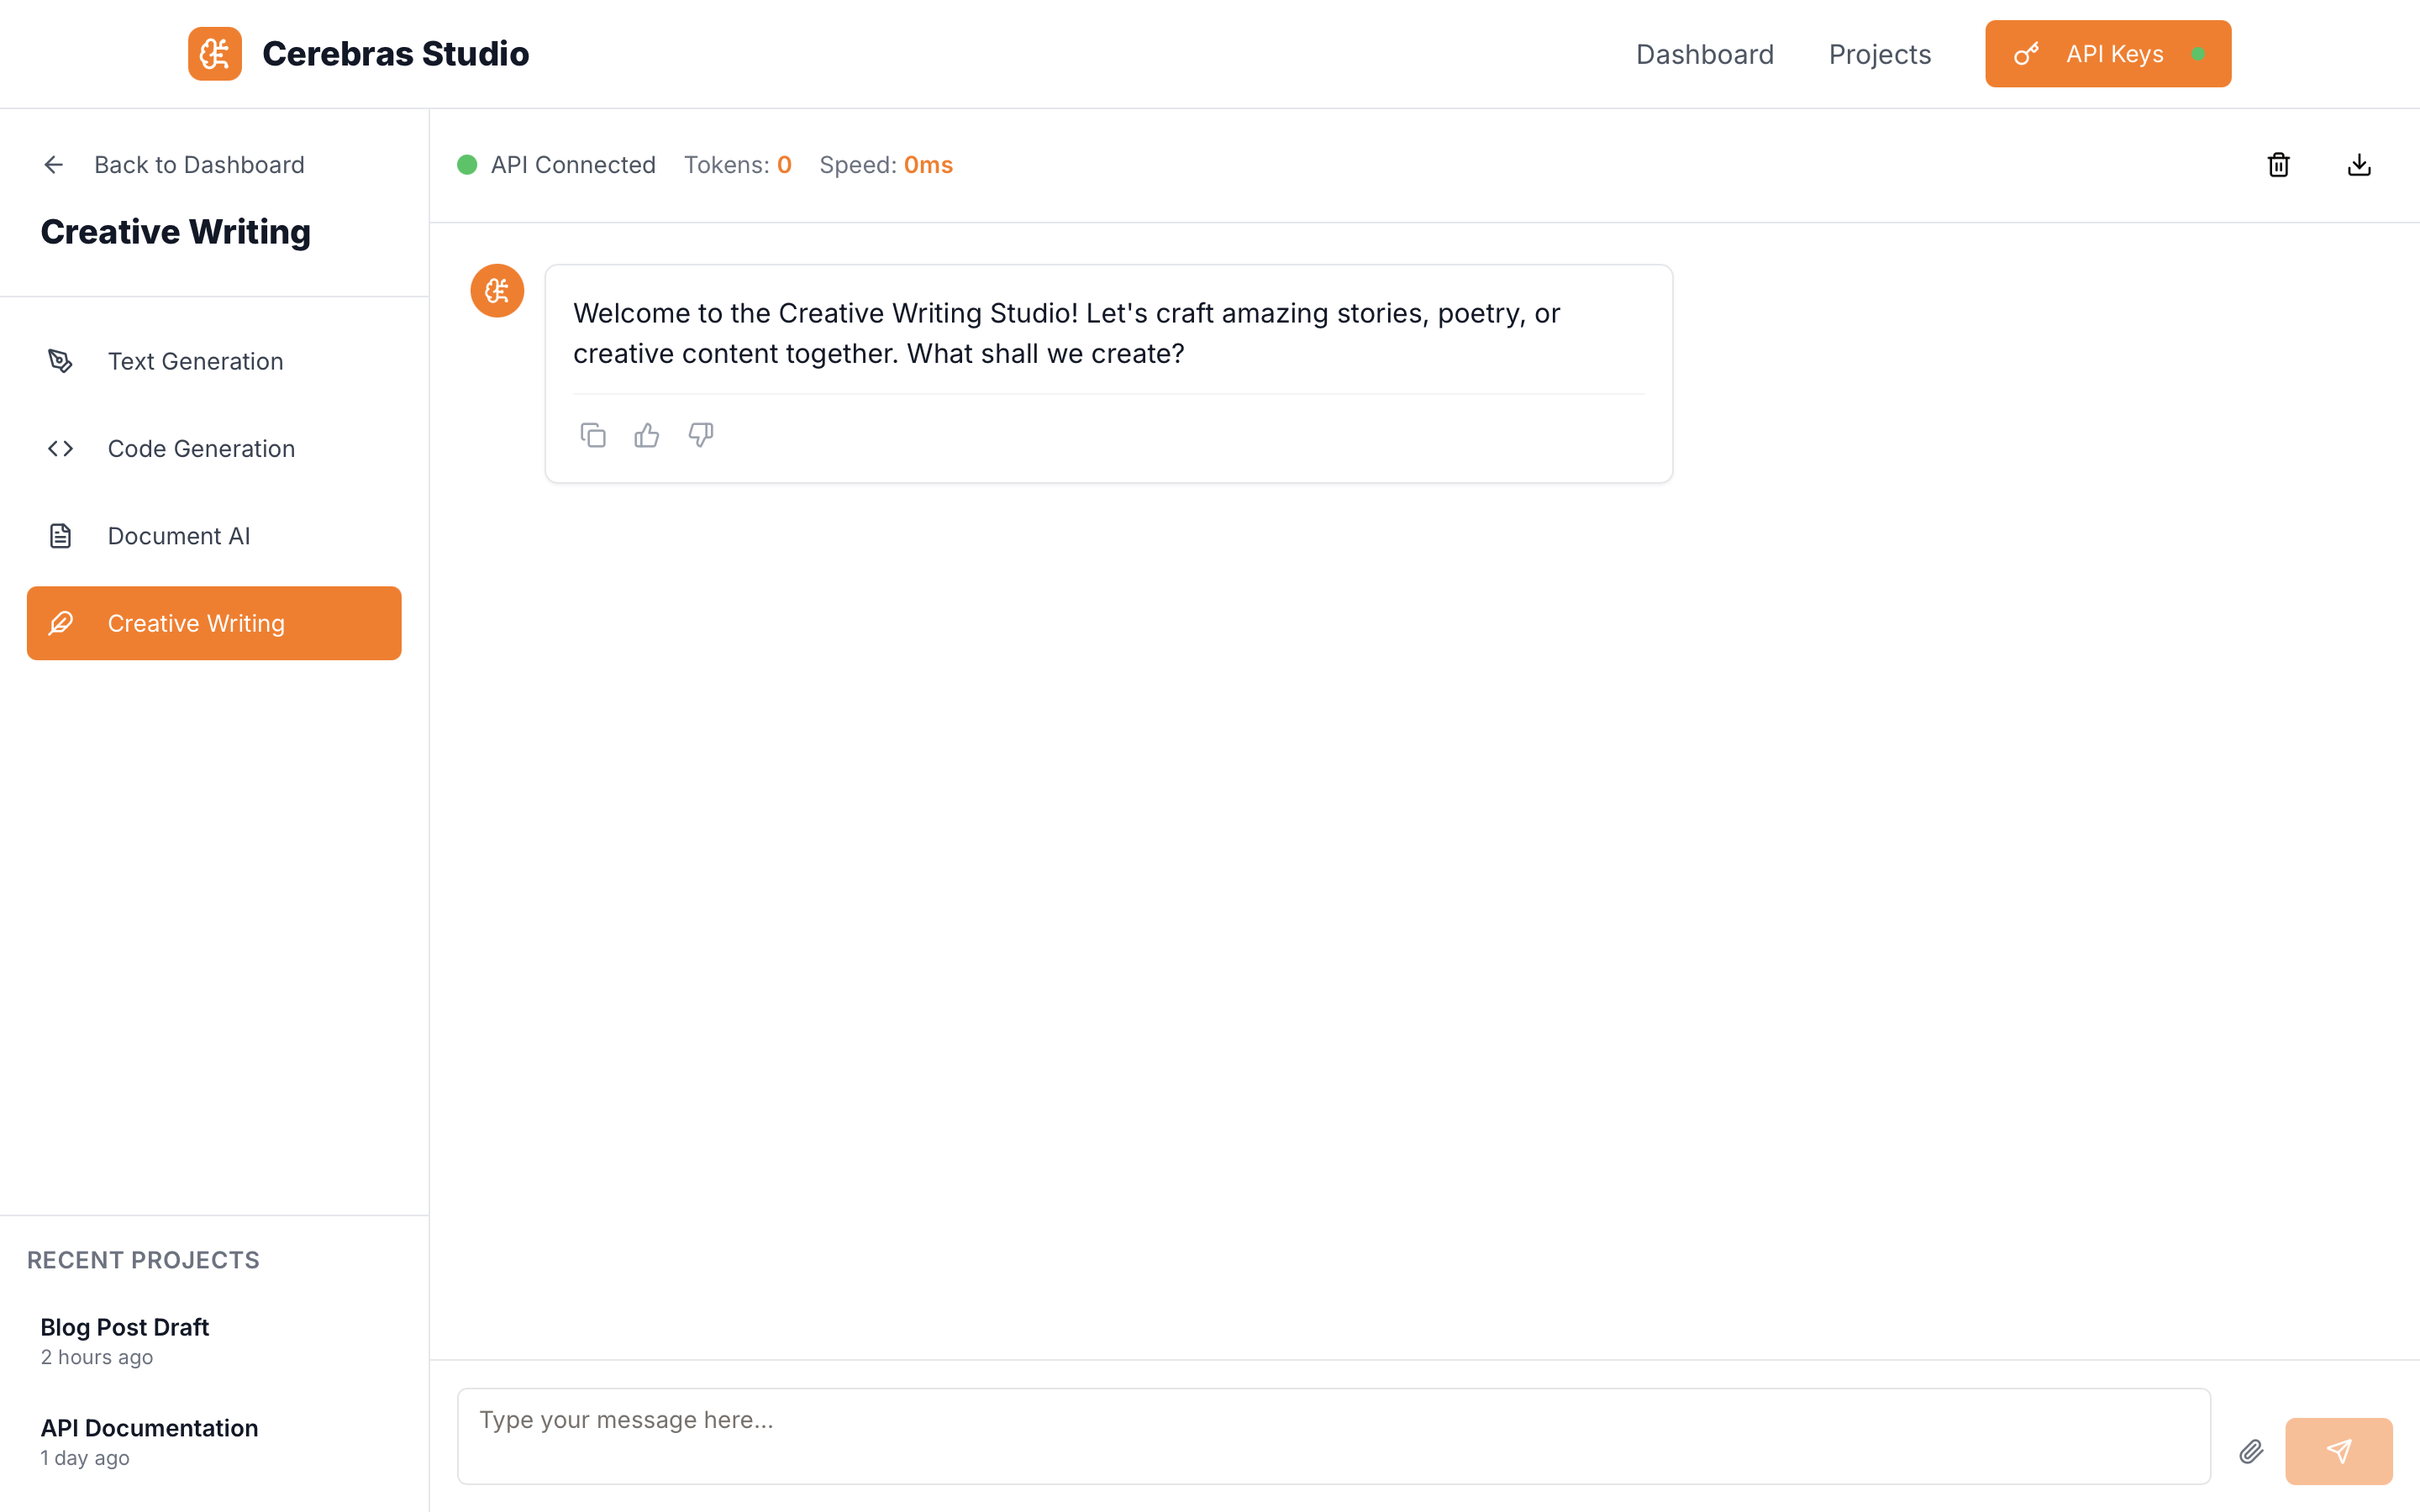 Cerebras Studio
Dashboard
Projects
API Keys
Back to Dashboard
Creative Writing
Text Generation
Code Generation
Document AI
Creative Writing
RECENT PROJECTS
Blog Post Draft
2 hours ago
API Documentation
1 day ago
API Connected
Tokens: 0
Speed: 0ms
Welcome to the Creative Writing Studio! Let's craft amazing stories, poetry, or
creative content together. What shall we create?
Type your message here...